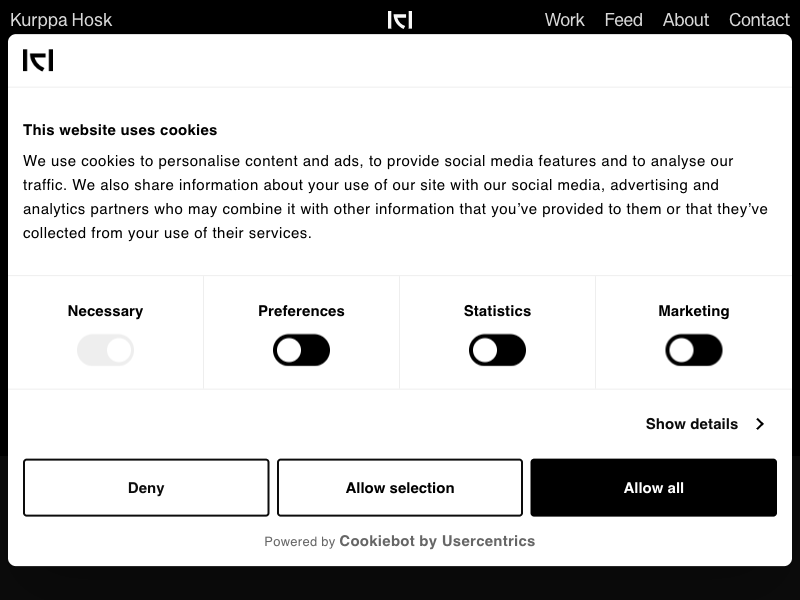 Kurppa Hosk
Work Feed About Contact
This website uses cookies
We use cookies to personalise content and ads, to provide social media features and to analyse our
traffic. We also share information about your use of our site with our social media, advertising and
analytics partners who may combine it with other information that you’ve provided to them or that they’ve
collected from your use of their services.
Necessary Preferences Statistics Marketing
Show details
Deny Allow selection Allow all
Powered by Cookiebot by Usercentrics